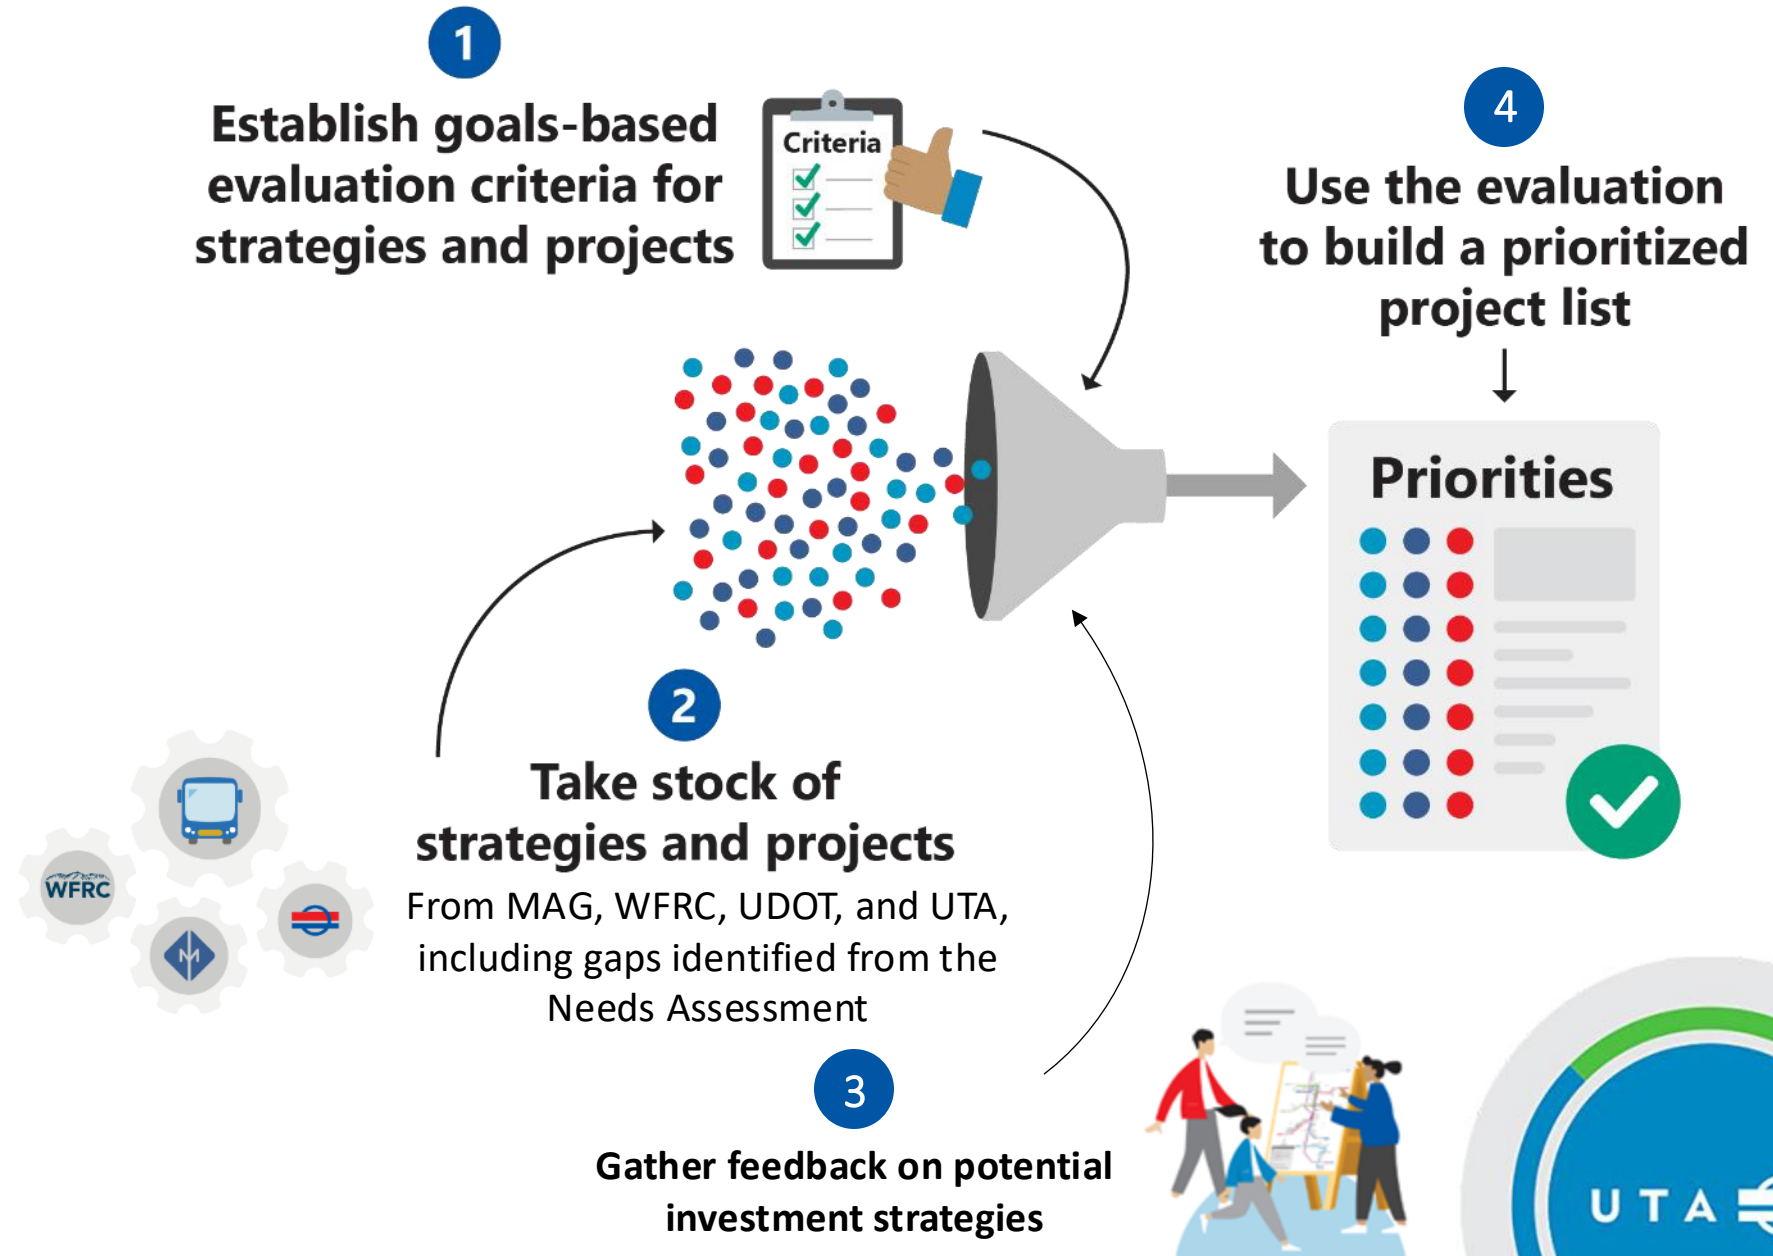 1
Establish goals-based
evaluation criteria for
strategies and projects
Criteria
4
Use the evaluation
to build a prioritized
project list
Priorities
2
Take stock of
strategies and projects
From MAG, WFRC, UDOT, and UTA,
including gaps identified from the
Needs Assessment
WFRC
M
3
Gather feedback on potential
investment strategies
UTA